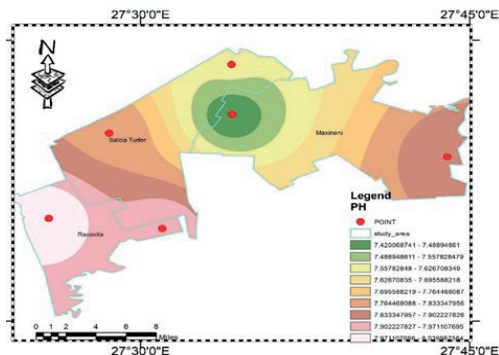 27°30'0"E 27°45'0"E
N
Salcia Tudor
Maxineni
Racovita
Legend
PH
POINT
study_area
7.420068741 - 7.48894861
7.488948611 - 7.557828479
7.55782848 - 7.626708349
7.62670835 - 7.695588218
7.695588219 - 7.764468087
7.764468088 - 7.833347956
7.833347957 - 7.902227826
7.902227827 - 7.971107695
0 1 2 4 6 8
Miles
27°30'0"E 27°45'0"E